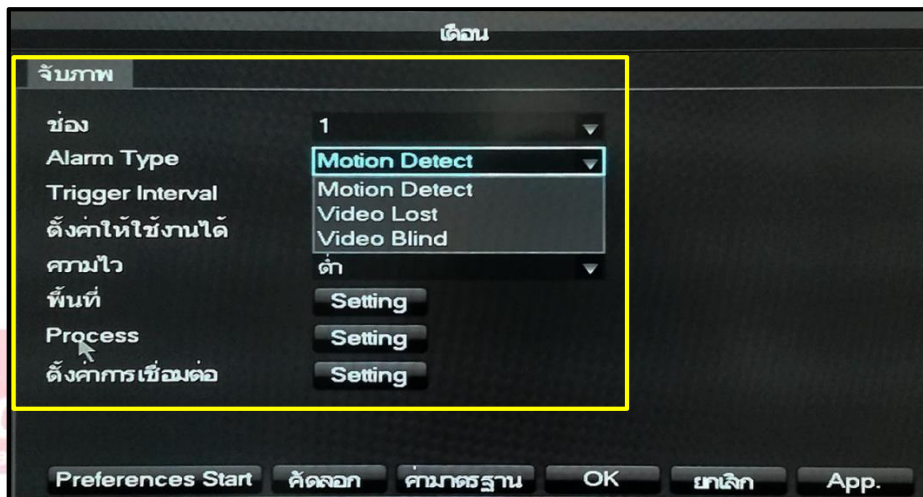 เดือน
จับภาพ
ช่อง 1
Alarm Type Motion Detect
Trigger Interval Motion Detect
Video Lost
ตั้งค่าให้ใช้งานได้ Video Blind
ความไว ต่ำ
พื้นที่ Setting
Process Setting
ตั้งค่าการเชื่อมต่อ Setting
Preferences Start คัดลอก ค่ามาตรฐาน OK ยกเลิก App.